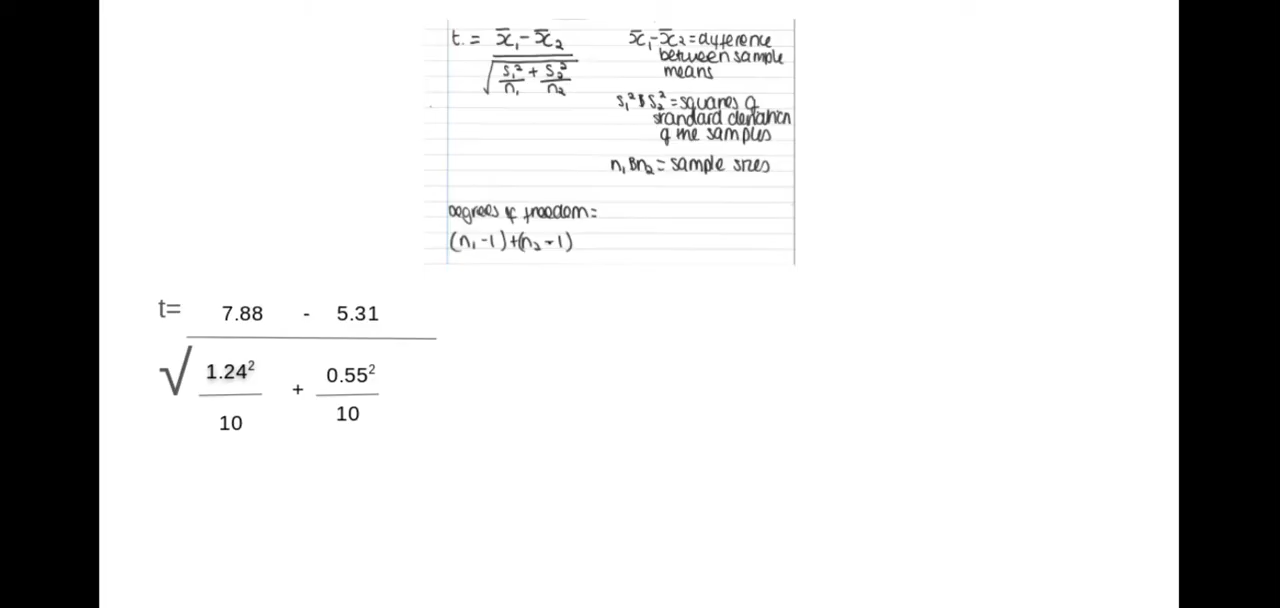 t. = x̄₁ - x̄₂
√ s₁²/n₁ + s₂²/n₂
x̄₁ - x̄₂ = difference
between sample
means
s₁² & s₂² = squares of
standard deviation
of the samples
n₁ & n₂ = sample sizes
Degrees of freedom =
(n₁ -1) + (n₂ -1)
t= 7.88 - 5.31
√ 1.24² + 0.55²
10 10